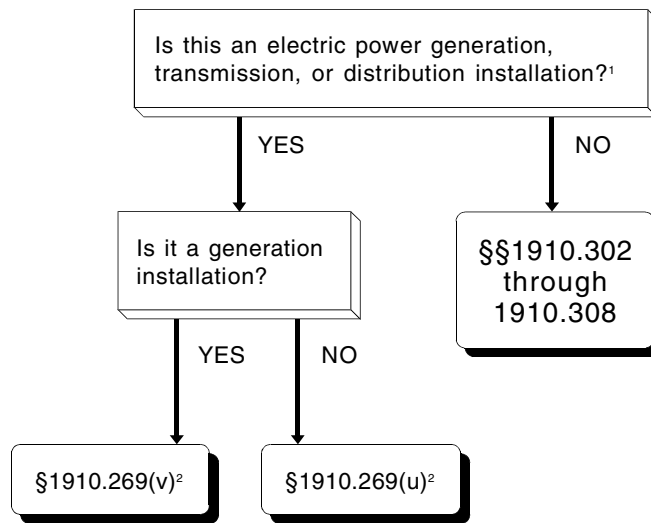 Is this an electric power generation,
transmission, or distribution installation?¹
YES
NO
Is it a generation
installation?
§§1910.302
through
1910.308
YES
NO
§1910.269(v)²
§1910.269(u)²